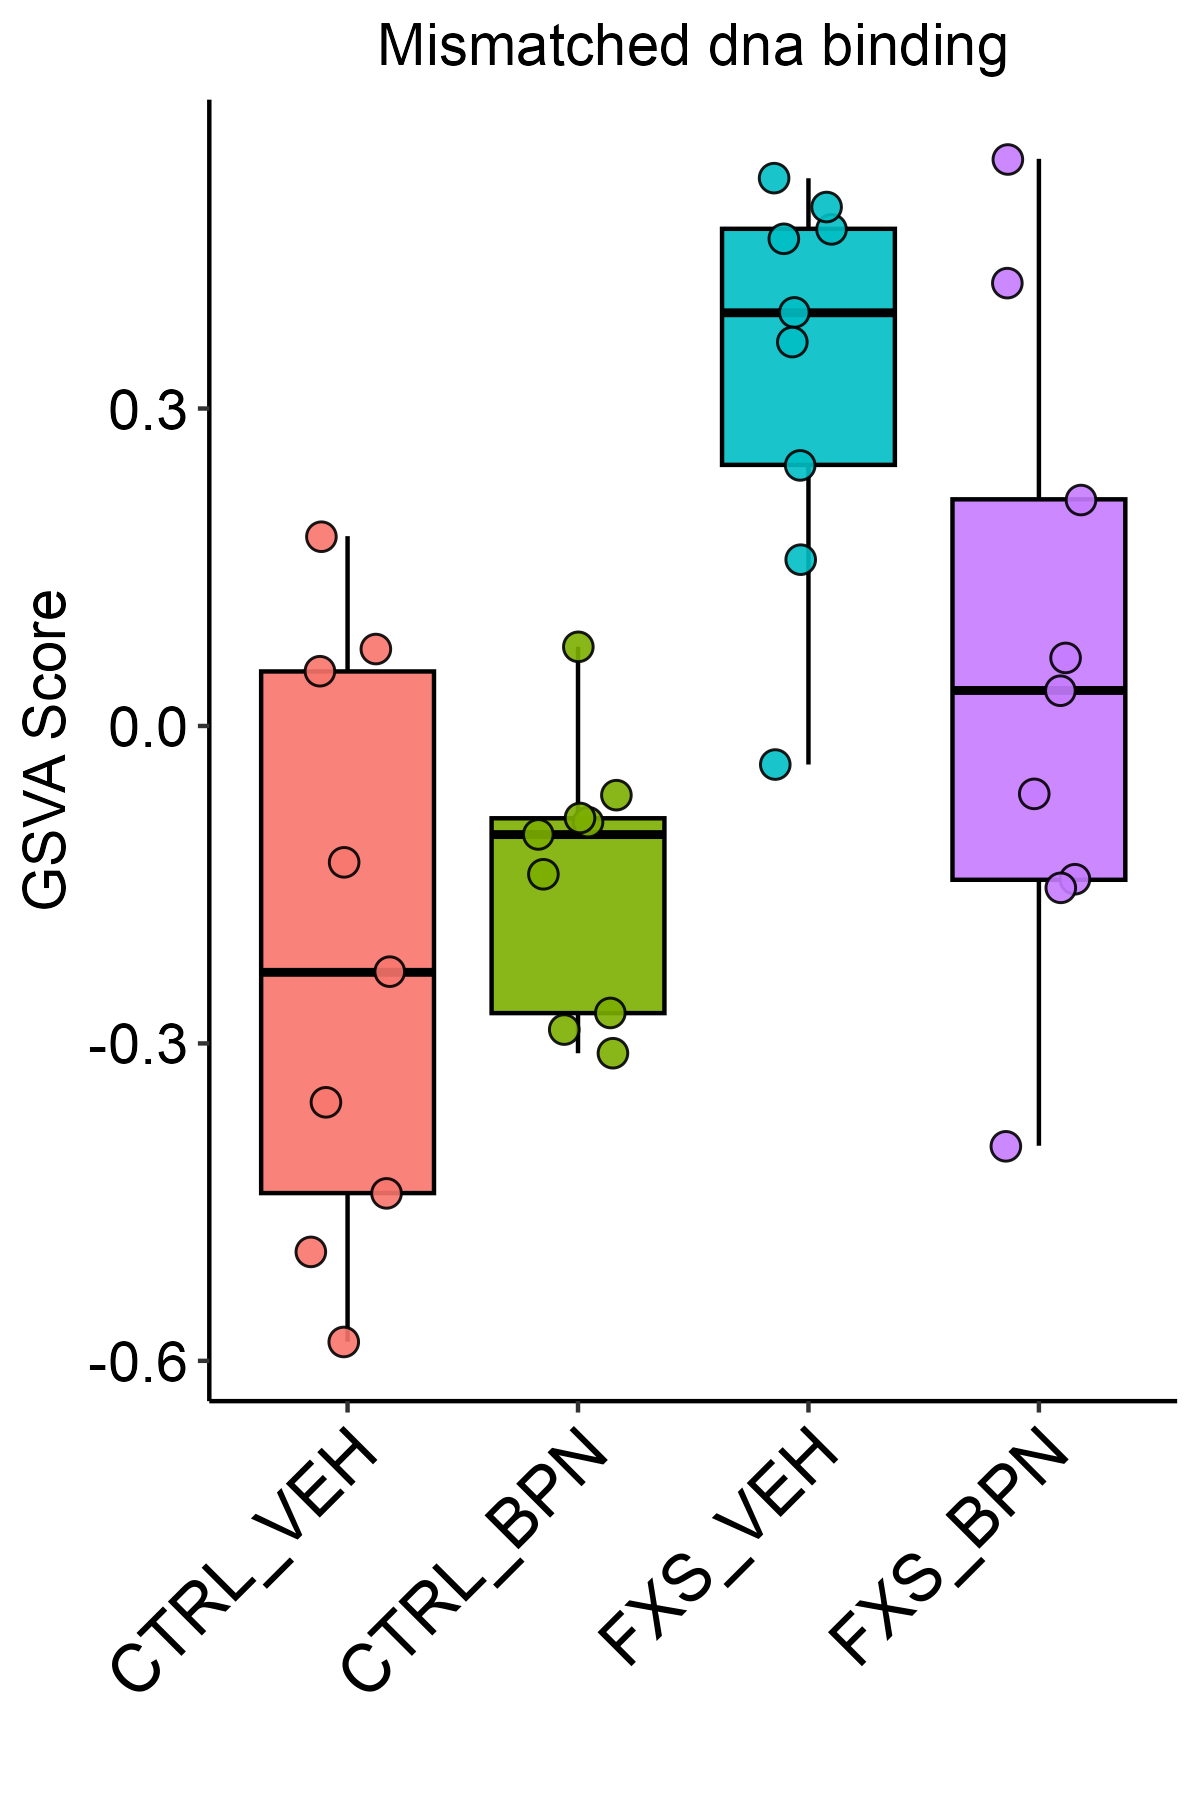 Mismatched dna binding
GSVA Score
0.3
0.0
-0.3
-0.6
CTRL_VEH
CTRL_BPN
FXS_VEH
FXS_BPN